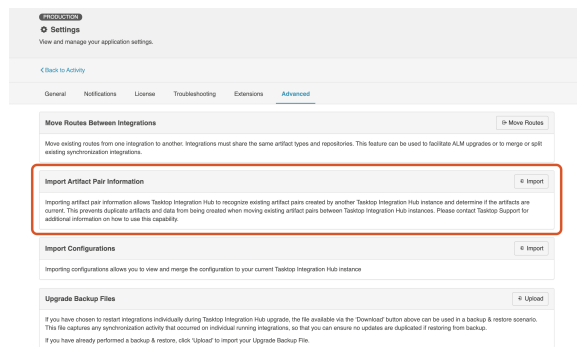 PRODUCTION
Settings
View and manage your application settings.
Back to Activity
General Notifications License Troubleshooting Extensions Advanced
Move Routes Between Integrations Move Routes
Move existing routes from one integration to another. Integrations must share the same artifact types and repositories. This feature can be used to facilitate ALM upgrades or to merge or split
existing synchronization integrations.
Import Artifact Pair Information Import
Importing artifact pair information allows Tasktop Integration Hub to recognize existing artifact pairs created by another Tasktop Integration Hub instance and determine if the artifacts are
current. This prevents duplicate artifacts and data from being created when moving existing artifact pairs between Tasktop Integration Hub instances. Please contact Tasktop Support for
additional information on how to use this capability.
Import Configurations Import
Importing configurations allows you to view and merge the configuration to your current Tasktop Integration Hub instance
Upgrade Backup Files Upload
If you have chosen to restart integrations individually during Tasktop Integration Hub upgrade, the file available via the 'Download' button above can be used in a backup & restore scenario.
This file captures any synchronization activity that occurred on individual running integrations, so that you can ensure no updates are duplicated if restoring from backup.
If you have already performed a backup & restore, click 'Upload' to import your Upgrade Backup File.